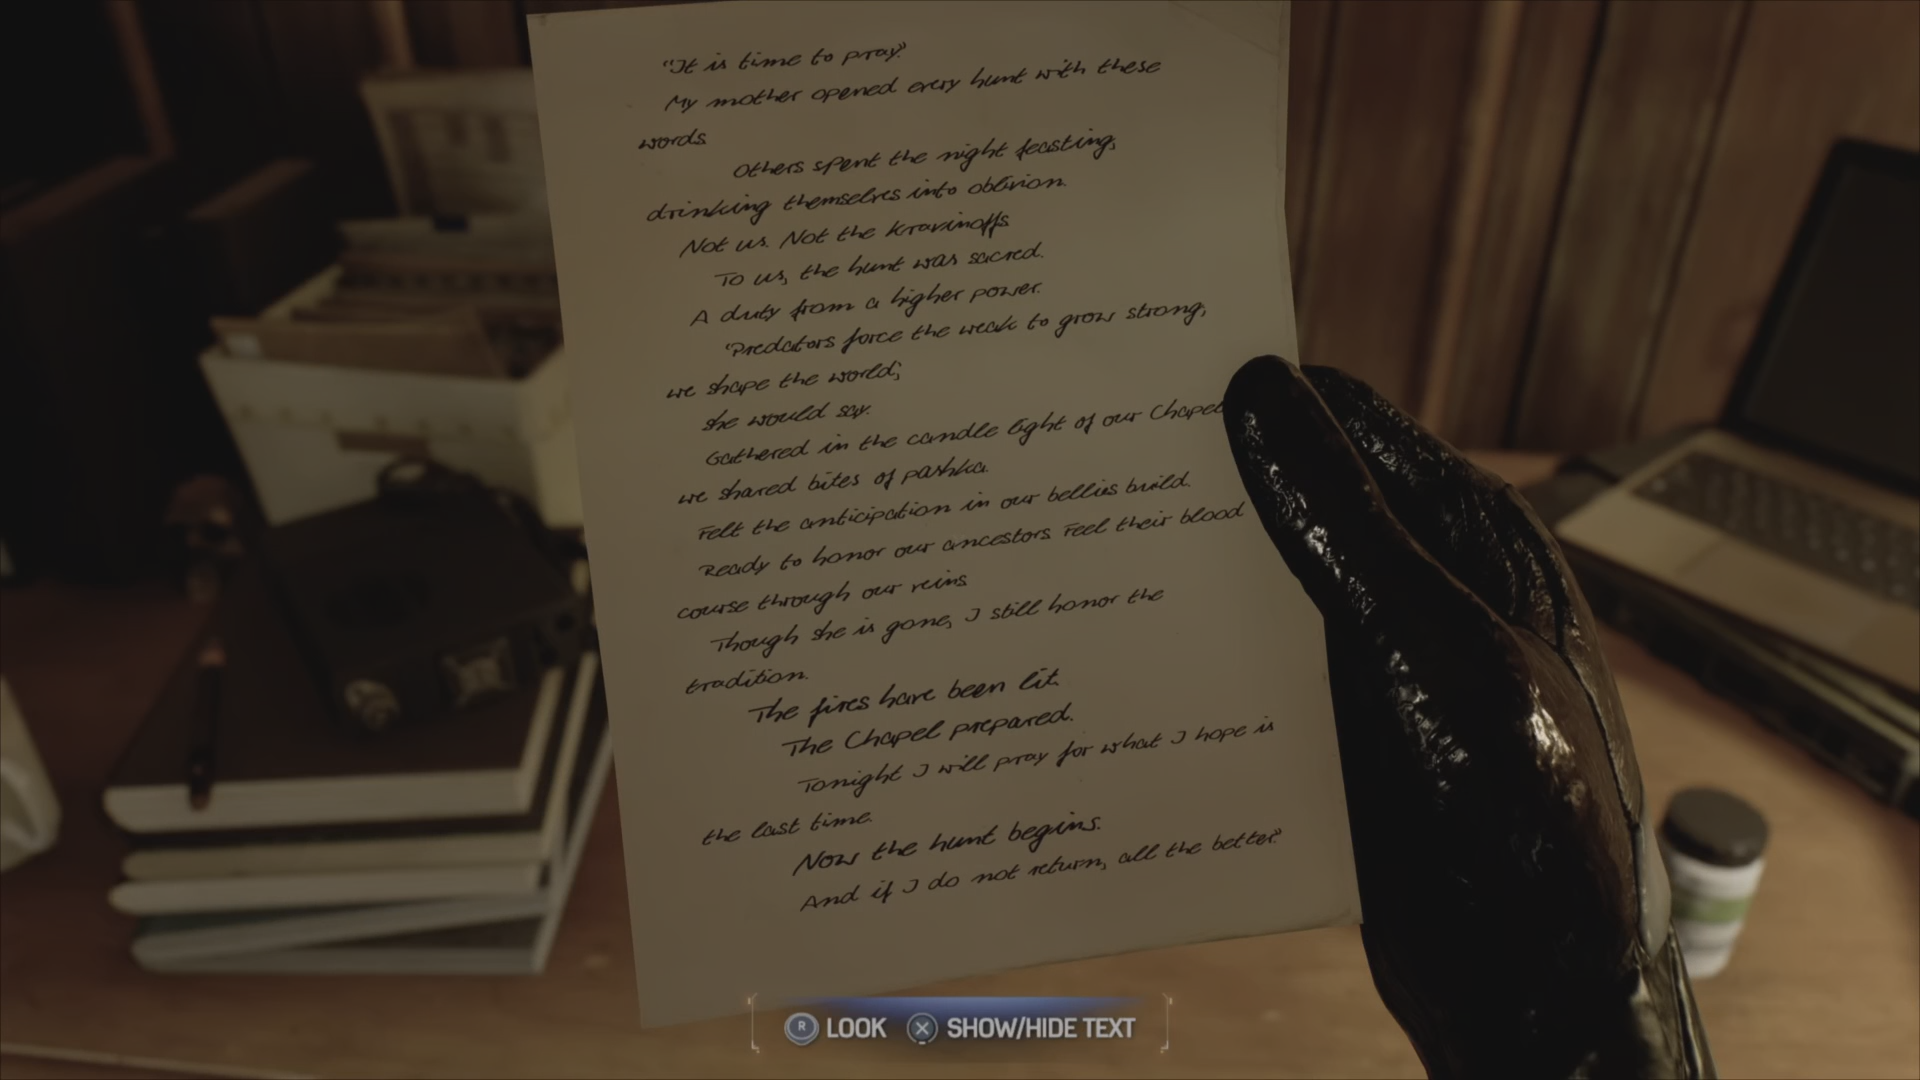 "It is time to pray."
My mother opened every hunt with these
words.
Others spent the night feasting,
drinking themselves into oblivion.
Not us. Not the Kravinoffs
To us, the hunt was sacred.
A duty from a higher power.
"Predators force the weak to grow strong,
we shape the world,"
she would say.
Gathered in the candle light of our Chapel
we shared bites of pashka.
Felt the anticipation in our bellies build.
Ready to honor our ancestors. Feel their blood
course through our veins
Though she is gone, I still honor the
tradition.
The fires have been lit.
The Chapel prepared.
Tonight I will pray for what I hope is
the last time.
Now the hunt begins.
And if I do not return, all the better."
R LOOK X SHOW/HIDE TEXT